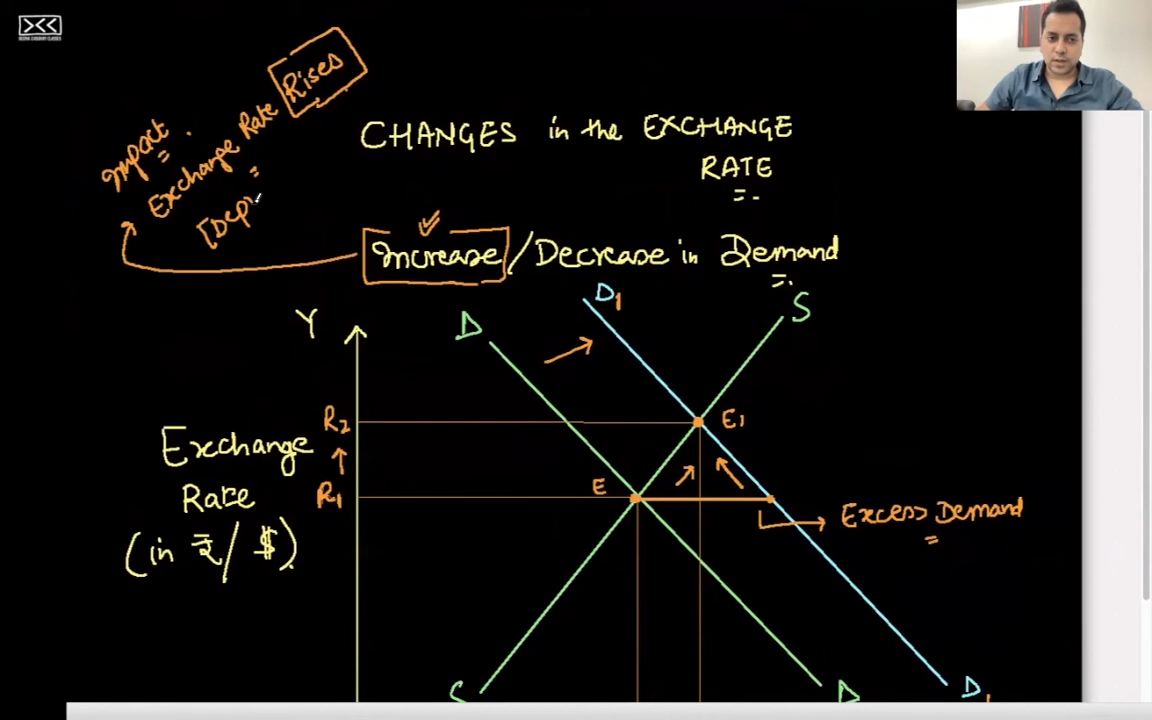 Impact
Exchange Rate Rises
[Dep
CHANGES in the EXCHANGE
RATE
Increase/Decrease in Demand
Y
D
D1
S
R2
E1
Exchange
Rate
(in ₹/$)
R1
E
Excess Demand
S
D
D1